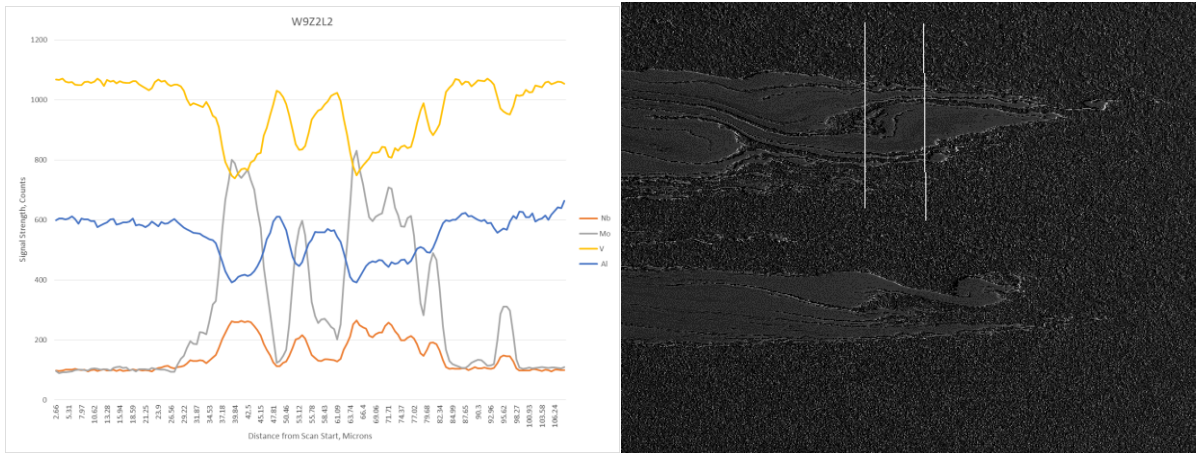 W9Z2L2
1200
1000
800
600
400
200
0
Signal Strength, Counts
2.66 5.31 7.97 10.62 13.28 15.94 18.59 21.25 23.9 26.56 29.22 31.87 34.53 37.18 39.84 42.5 45.15 47.81 50.46 53.12 55.78 58.43 61.09 63.74 66.4 69.06 71.71 74.37 77.02 79.68 82.34 84.99 87.65 90.3 92.96 95.62 98.27 100.93 103.58 106.24
Distance from Scan Start, Microns
Nb
Mo
V
Al